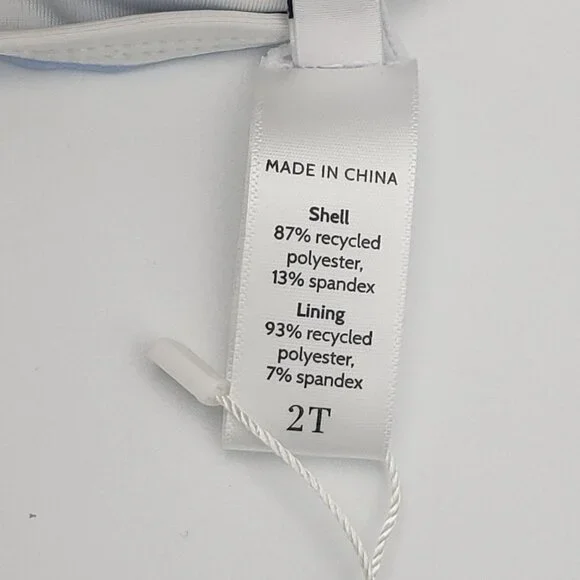 MADE IN CHINA
Shell
87% recycled
polyester,
13% spandex
Lining
93% recycled
polyester,
7% spandex
2T